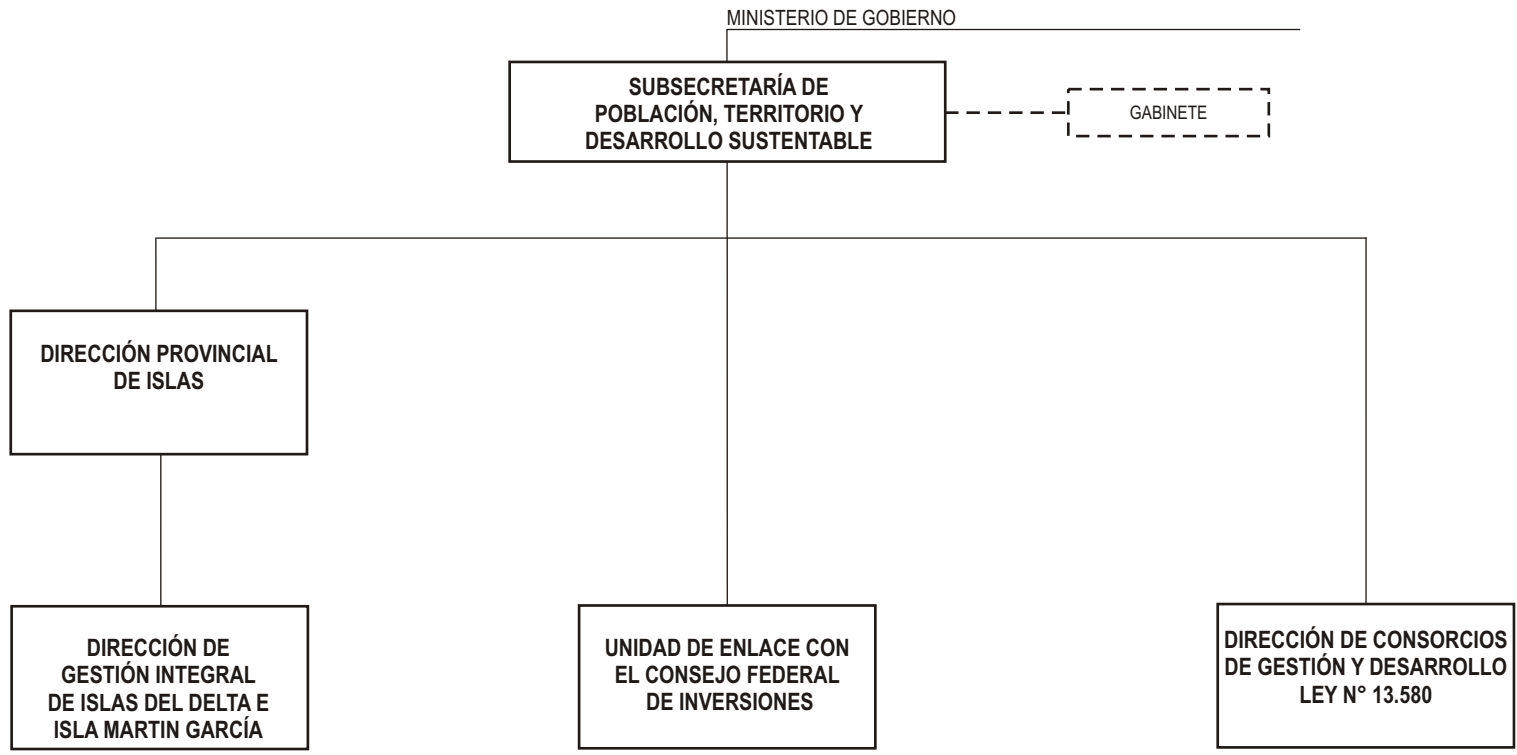 MINISTERIO DE GOBIERNO
SUBSECRETARÍA DE
POBLACIÓN, TERRITORIO Y
DESARROLLO SUSTENTABLE
GABINETE
DIRECCIÓN PROVINCIAL
DE ISLAS
DIRECCIÓN DE
GESTIÓN INTEGRAL
DE ISLAS DEL DELTA E
ISLA MARTIN GARCÍA
UNIDAD DE ENLACE CON
EL CONSEJO FEDERAL
DE INVERSIONES
DIRECCIÓN DE CONSORCIOS
DE GESTIÓN Y DESARROLLO
LEY N° 13.580